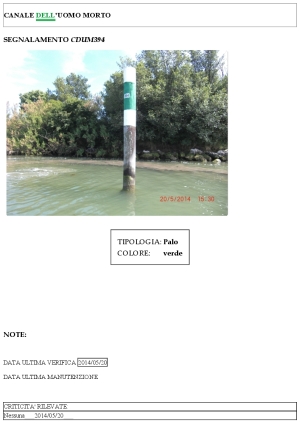 CANALE DELL'UOMO MORTO
SEGNALAMENTO CDUM394
20/5/2014 15:30
TIPOLOGIA: Palo
COLORE: verde
NOTE:
DATA ULTIMA VERIFICA 2014/05/20
DATA ULTIMA MANUTENZIONE
CRITICITA' RILEVATE
Nessuna 2014/05/20